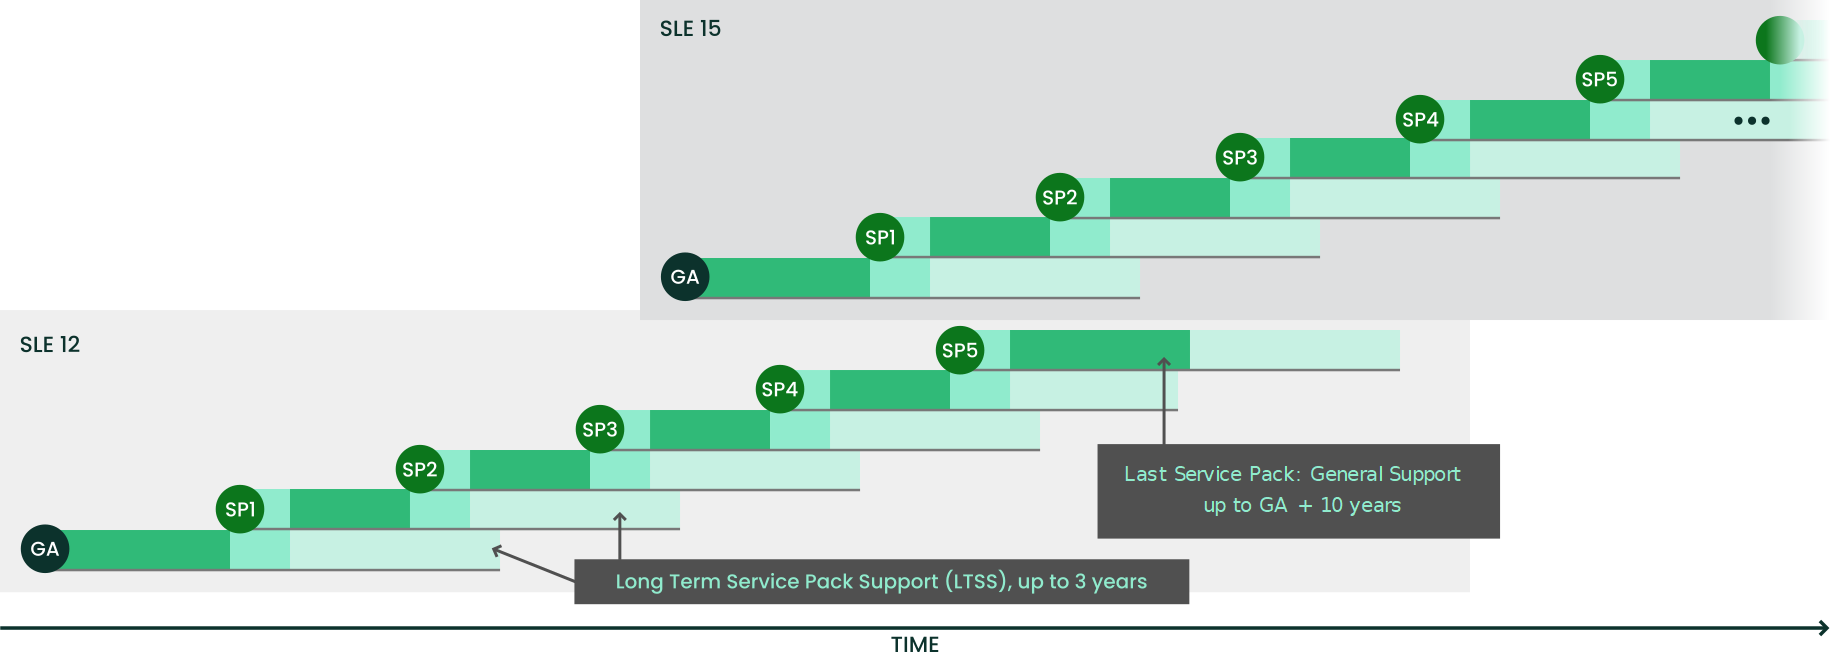 SLE 15
SP5
SP4
•••
SP3
SP2
SP1
GA
SLE 12
SP5
SP4
SP3
SP2
SP1
GA
Last Service Pack: General Support
up to GA + 10 years
Long Term Service Pack Support (LTSS), up to 3 years
TIME